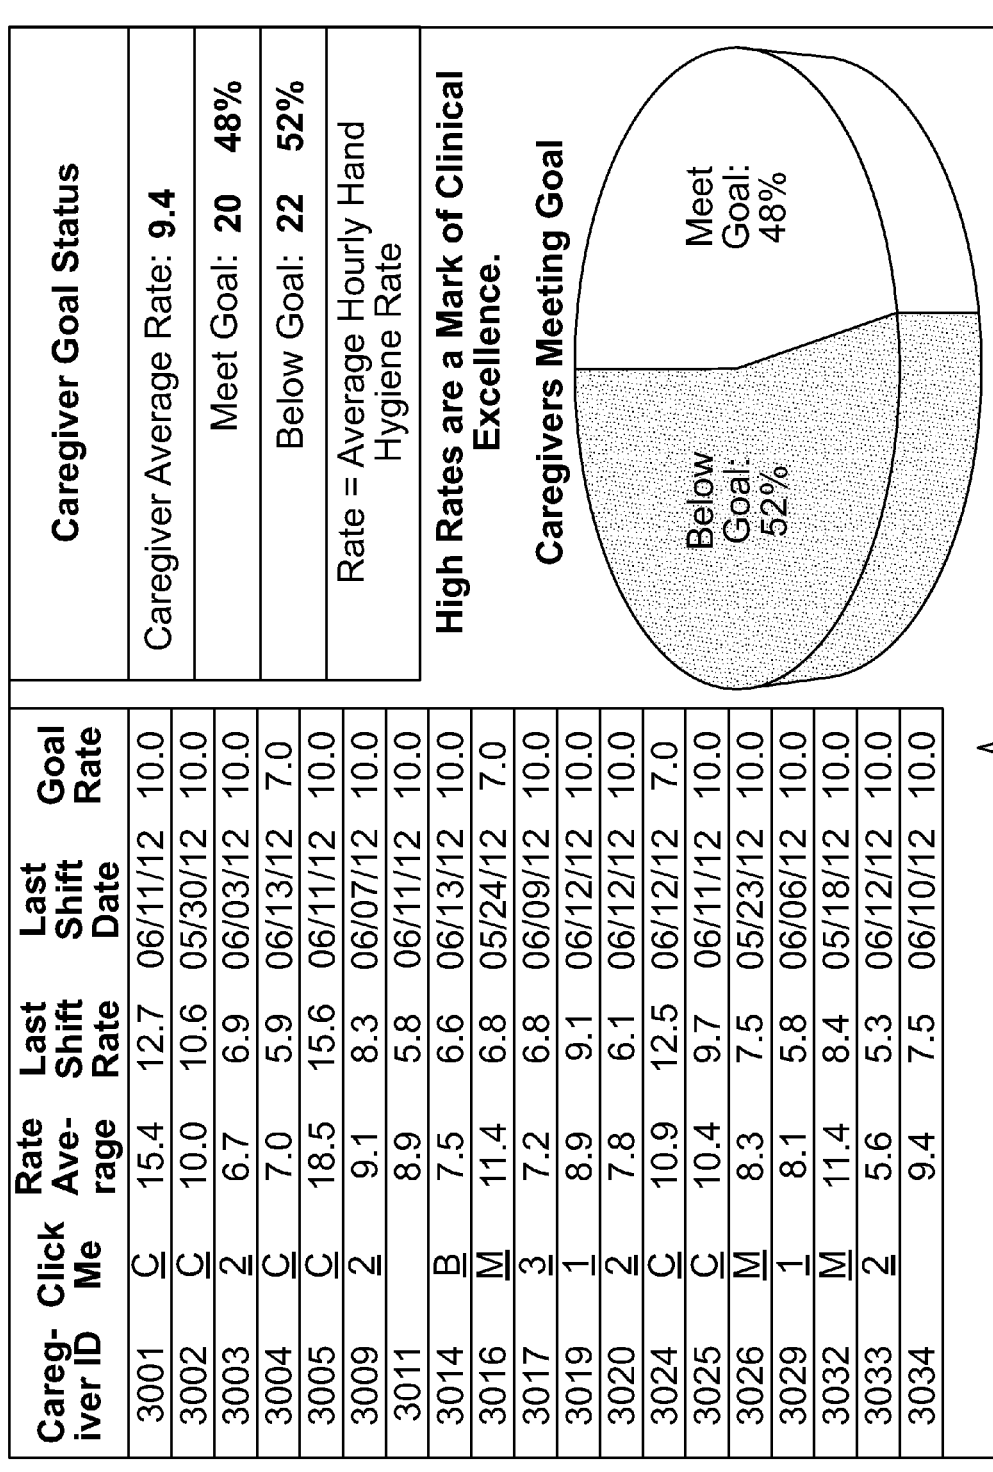 Careg-
iver ID
Click
Me
Rate
Ave-
rage
Last
Shift
Rate
Last
Shift
Date
Goal
Rate
3001 C 15.4 12.7 06/11/12 10.0
3002 C 10.0 10.6 05/30/12 10.0
3003 2 6.7 6.9 06/03/12 10.0
3004 C 7.0 5.9 06/13/12 7.0
3005 C 18.5 15.6 06/11/12 10.0
3009 2 9.1 8.3 06/07/12 10.0
3011 8.9 5.8 06/11/12 10.0
3014 B 7.5 6.6 06/13/12 10.0
3016 M 11.4 6.8 05/24/12 7.0
3017 3 7.2 6.8 06/09/12 10.0
3019 1 8.9 9.1 06/12/12 10.0
3020 2 7.8 6.1 06/12/12 10.0
3024 C 10.9 12.5 06/12/12 7.0
3025 C 10.4 9.7 06/11/12 10.0
3026 M 8.3 7.5 05/23/12 10.0
3029 1 8.1 5.8 06/06/12 10.0
3032 M 11.4 8.4 05/18/12 10.0
3033 2 5.6 5.3 06/12/12 10.0
3034 9.4 7.5 06/10/12 10.0
Caregiver Goal Status
Caregiver Average Rate: 9.4
Meet Goal: 20 48%
Below Goal: 22 52%
Rate = Average Hourly Hand
Hygiene Rate
High Rates are a Mark of Clinical
Excellence.
Caregivers Meeting Goal
Below
Goal:
52%
Meet
Goal:
48%